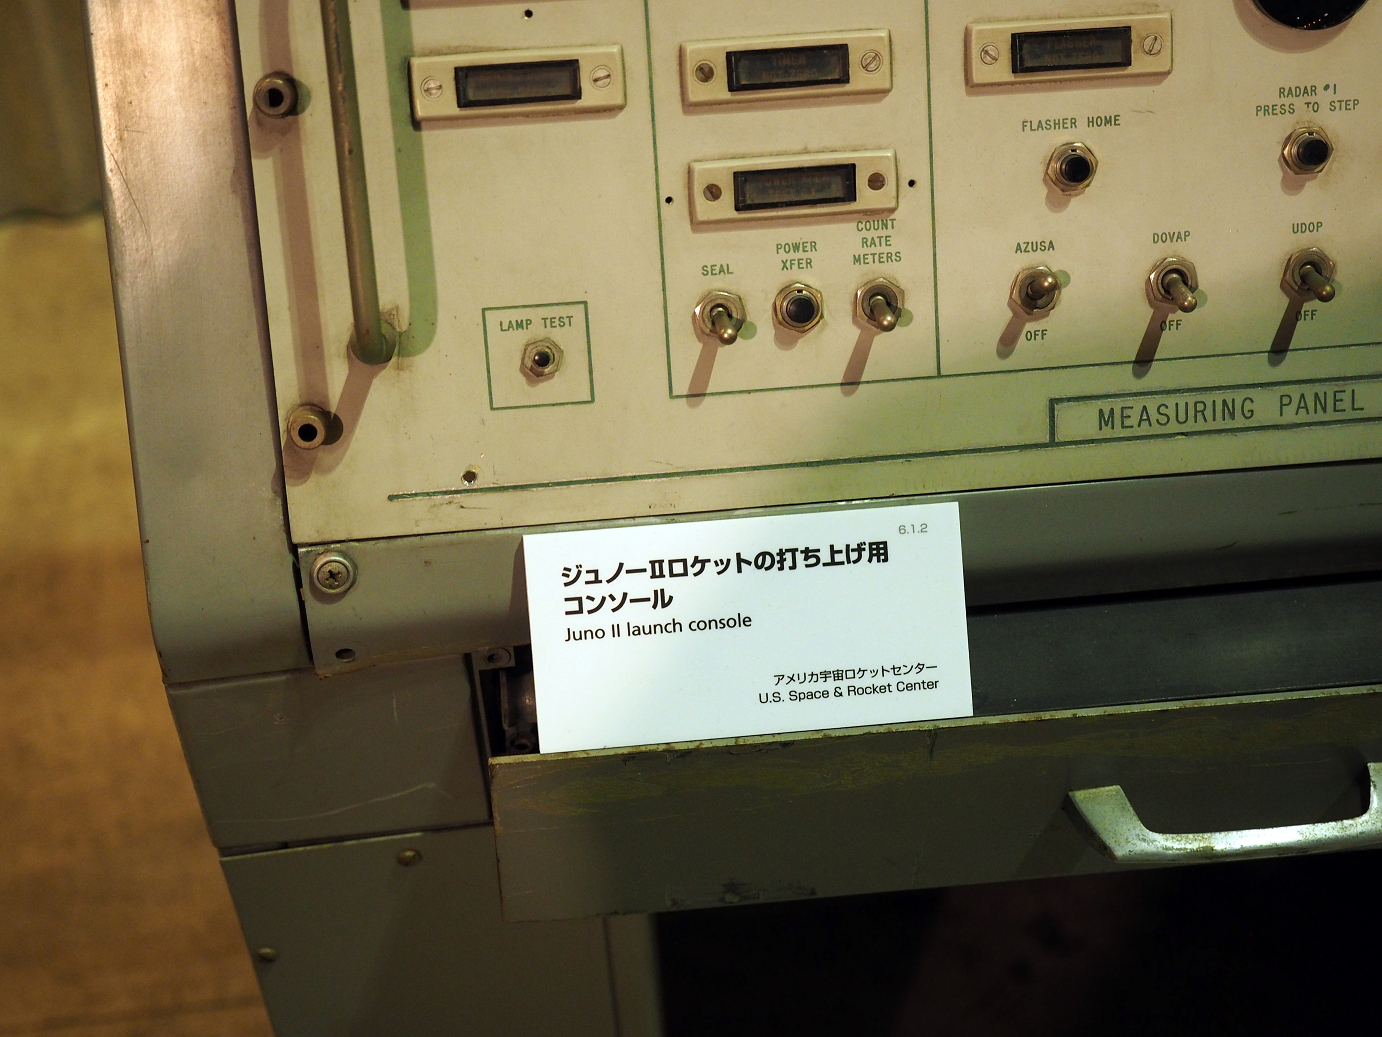 TIMER
FLASHER
RADAR #1
PRESS TO STEP
FLASHER HOME
COUNT
RATE
METERS
POWER
XFER
SEAL
AZUSA
OFF
DOVAP
OFF
UDOP
OFF
LAMP TEST
MEASURING PANEL
6.1.2
ジュノーⅡロケットの打ち上げ用
コンソール
Juno II launch console
アメリカ宇宙ロケットセンター
U.S. Space & Rocket Center